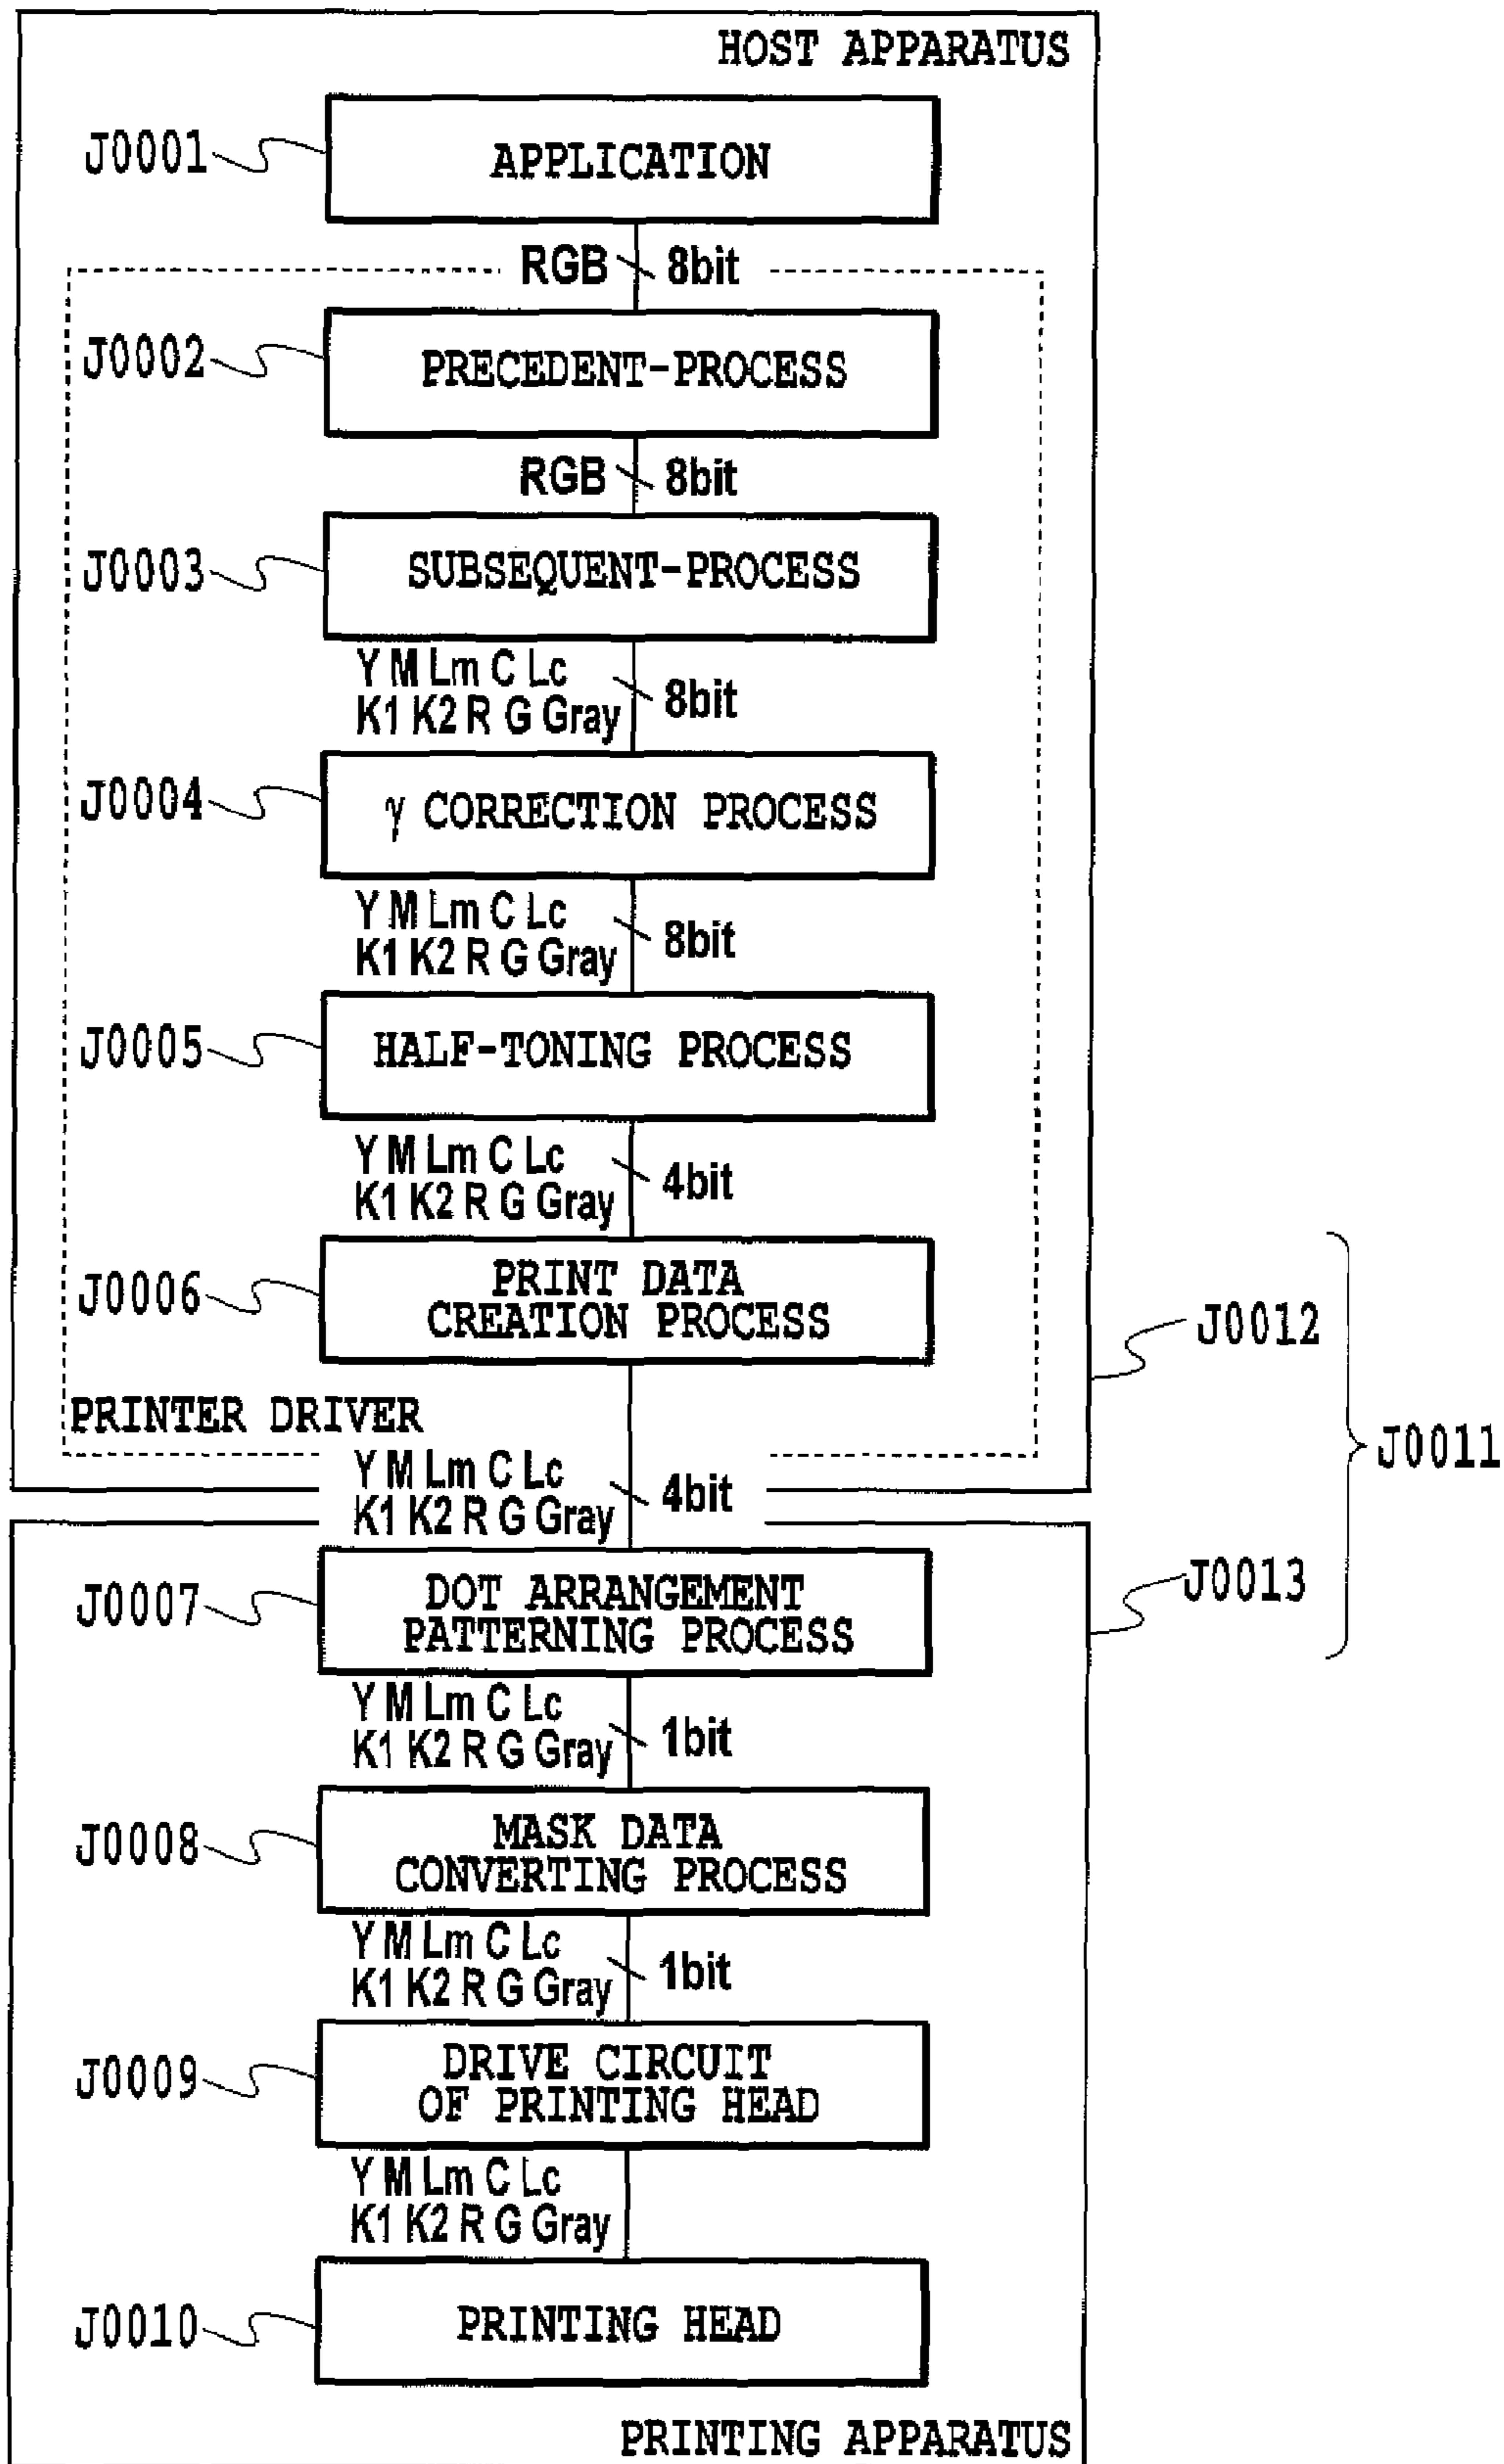 HOST APPARATUS
J0001
APPLICATION
RGB 8bit
J0002
PRECEDENT-PROCESS
RGB 8bit
J0003
SUBSEQUENT-PROCESS
Y M Lm C Lc
K1 K2 R G Gray
8bit
J0004
γ CORRECTION PROCESS
Y M Lm C Lc
K1 K2 R G Gray
8bit
J0005
HALF-TONING PROCESS
Y M Lm C Lc
K1 K2 R G Gray
4bit
J0006
PRINT DATA
CREATION PROCESS
J0012
PRINTER DRIVER
J0011
Y M Lm C Lc
K1 K2 R G Gray
4bit
J0013
J0007
DOT ARRANGEMENT
PATTERNING PROCESS
Y M Lm C Lc
K1 K2 R G Gray
1bit
J0008
MASK DATA
CONVERTING PROCESS
Y M Lm C Lc
K1 K2 R G Gray
1bit
J0009
DRIVE CIRCUIT
OF PRINTING HEAD
Y M Lm C Lc
K1 K2 R G Gray
J0010
PRINTING HEAD
PRINTING APPARATUS